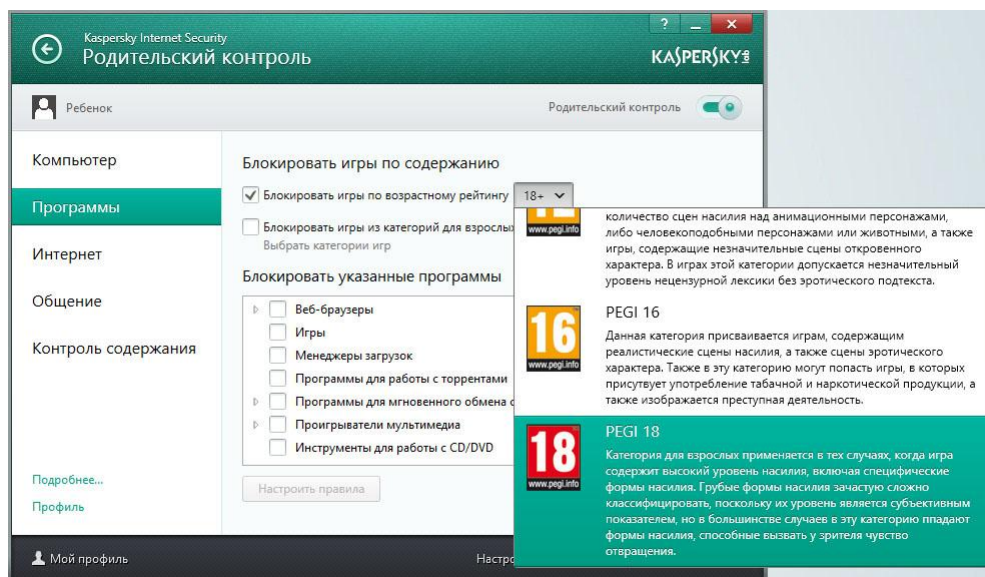 Kaspersky Internet Security
Родительский контроль
? _ X
KASPERSKY lab
Ребенок
Родительский контроль
Компьютер
Программы
Интернет
Общение
Контроль содержания
Подробнее...
Профиль
Блокировать игры по содержанию
Блокировать игры по возрастному рейтингу
18+
Блокировать игры из категорий для взрослых
Выбрать категории игр
Блокировать указанные программы
Веб-браузеры
Игры
Менеджеры загрузок
Программы для работы с торрентами
Программы для мгновенного обмена с
Проигрыватели мультимедиа
Инструменты для работы с CD/DVD
Настроить правила
www.pegi.info
количество сцен насилия над анимационными персонажами,
либо человекоподобными персонажами или животными, а также
игры, содержащие незначительные сцены откровенного
характера. В играх этой категории допускается незначительный
уровень нецензурной лексики без эротического подтекста.
16
www.pegi.info
PEGI 16
Данная категория присваивается играм, содержащим
реалистические сцены насилия, а также сцены эротического
характера. Также в эту категорию могут попасть игры, в которых
присутвует употребление табачной и наркотической продукции, а
также изображается преступная деятельность.
18
www.pegi.info
PEGI 18
Категория для взрослых применяется в тех случаях, когда игра
содержит высокий уровень насилия, включая специфические
формы насилия. Грубые формы насилия зачастую сложно
классифицировать, поскольку их уровень является субъективным
показателем, но в большинстве случаев в эту категорию ппадают
формы насилия, способные вызвать у зрителя чувство
отвращения.
Мой профиль